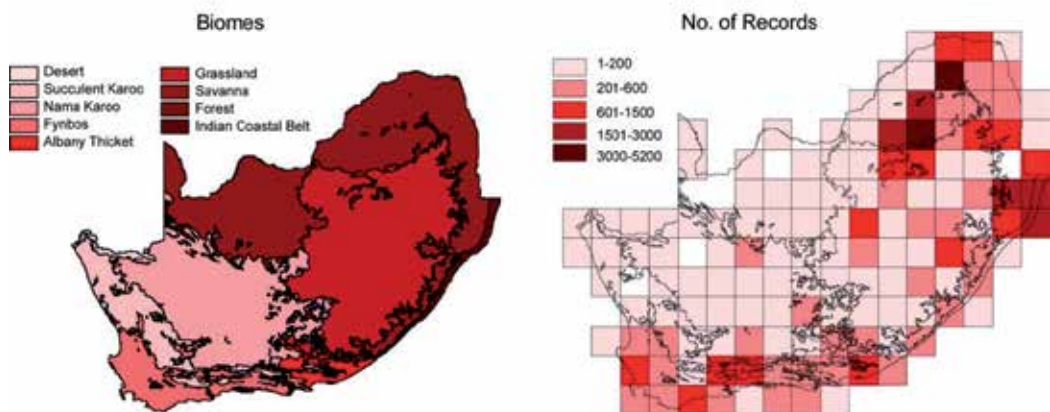 Biomes
Desert
Succulent Karoc
Nama Karoo
Fynbos
Albany Thicket
Grassland
Savanna
Forest
Indian Coastal Belt
No. of Records
1-200
201-600
601-1500
1501-3000
3000-5200